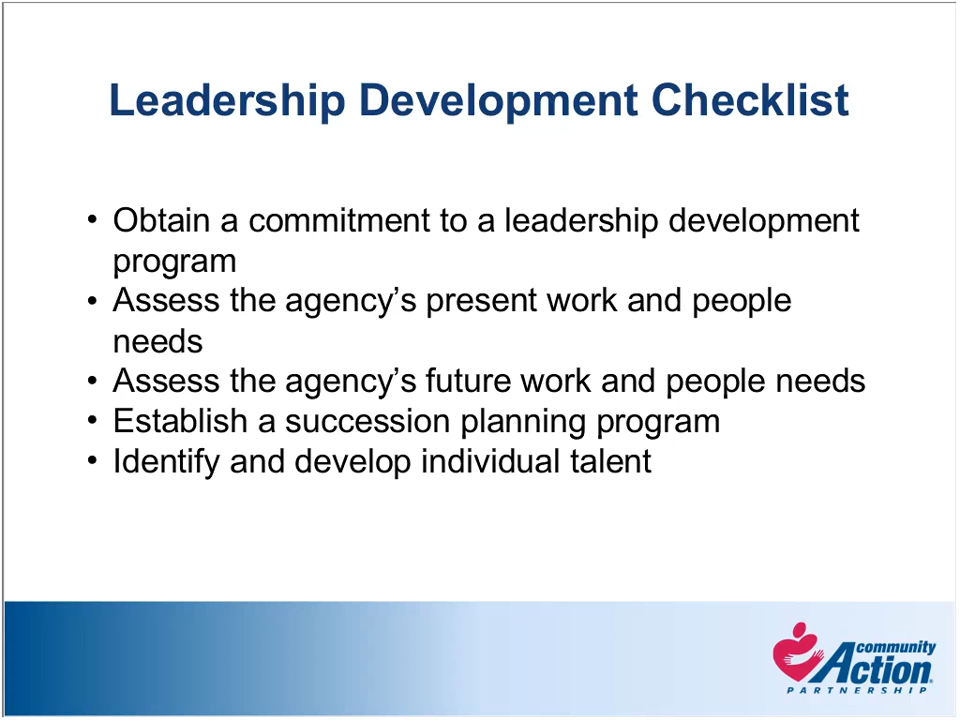 Leadership Development Checklist
• Obtain a commitment to a leadership development
program
• Assess the agency’s present work and people
needs
• Assess the agency’s future work and people needs
• Establish a succession planning program
• Identify and develop individual talent
community
Action®
PARTNERSHIP